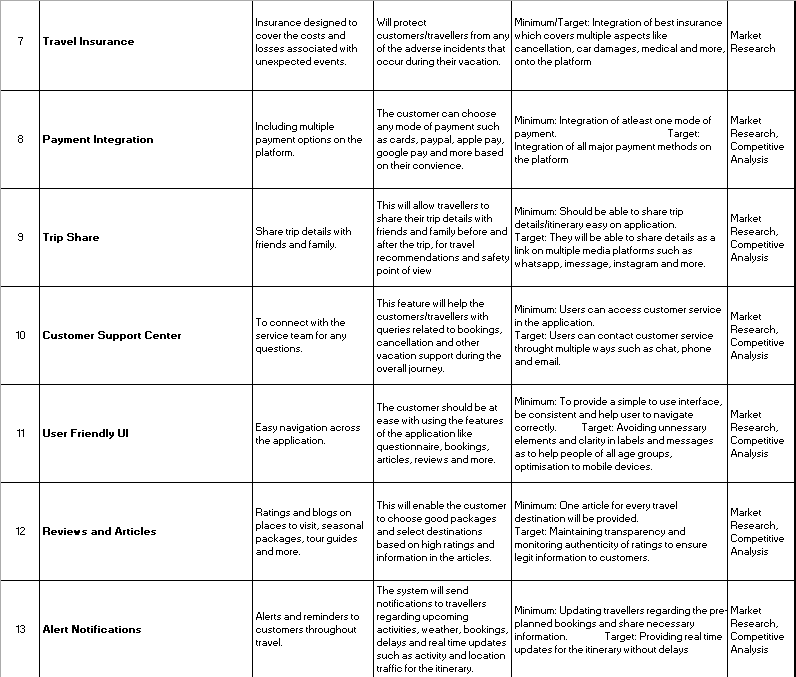 7
Travel Insurance
Insurance designed to
cover the costs and
losses associated with
unexpected events.
Will protect
customers/travellers from any
of the adverse incidents that
occur during their vacation.
Minimum/Target: Integration of best insurance
which covers multiple aspects like
cancellation, car damages, medical and more,
onto the platform
Market
Research
8
Payment Integration
Including multiple
payment options on the
platform.
The customer can choose
any mode of payment such
as cards, paypal, apple pay,
google pay and more based
on their convience.
Minimum: Integration of atleast one mode of
payment. Target:
Integration of all major payment methods on
the platform
Market
Research,
Competitive
Analysis
9
Trip Share
Share trip details with
friends and family.
This will allow travellers to
share their trip details with
friends and family before and
after the trip, for travel
recommendations and safety
point of view
Minimum: Should be able to share trip
details/itinerary easy on application.
Target: They will be able to share details as a
link on multiple media platforms such as
whatsapp, imessage, instagram and more.
Market
Research,
Competitive
Analysis
10
Customer Support Center
To connect with the
service team for any
questions.
This feature will help the
customers/travellers with
queries related to bookings,
cancellation and other
vacation support during the
overall journey.
Minimum: Users can access customer service
in the application.
Target: Users can contact customer service
throught multiple ways such as chat, phone
and email.
Market
Research,
Competitive
Analysis
11
User Friendly UI
Easy navigation across
the application.
The customer should be at
ease with using the features
of the application like
questionnaire, bookings,
articles, reviews and more.
Minimum: To provide a simple to use interface,
be consistent and help user to navigate
correctly. Target: Avoiding unnessary
elements and clarity in labels and messages
as to help people of all age groups,
optimisation to mobile devices.
Market
Research,
Competitive
Analysis
12
Reviews and Articles
Ratings and blogs on
places to visit, seasonal
packages, tour guides
and more.
This will enable the customer
to choose good packages
and select destinations
based on high ratings and
information in the articles.
Minimum: One article for every travel
destination will be provided.
Target: Maintaining transparency and
monitoring authenticity of ratings to ensure
legit information to customers.
Market
Research,
Competitive
Analysis
13
Alert Notifications
Alerts and reminders to
customers throughout
travel.
The system will send
notifications to travellers
regarding upcoming
activities, weather, bookings,
delays and real time updates
such as activity and location
traffic for the itinerary.
Minimum: Updating travellers regarding the pre-
planned bookings and share necessary
information. Target: Providing real time
updates for the itinerary without delays
Market
Research,
Competitive
Analysis